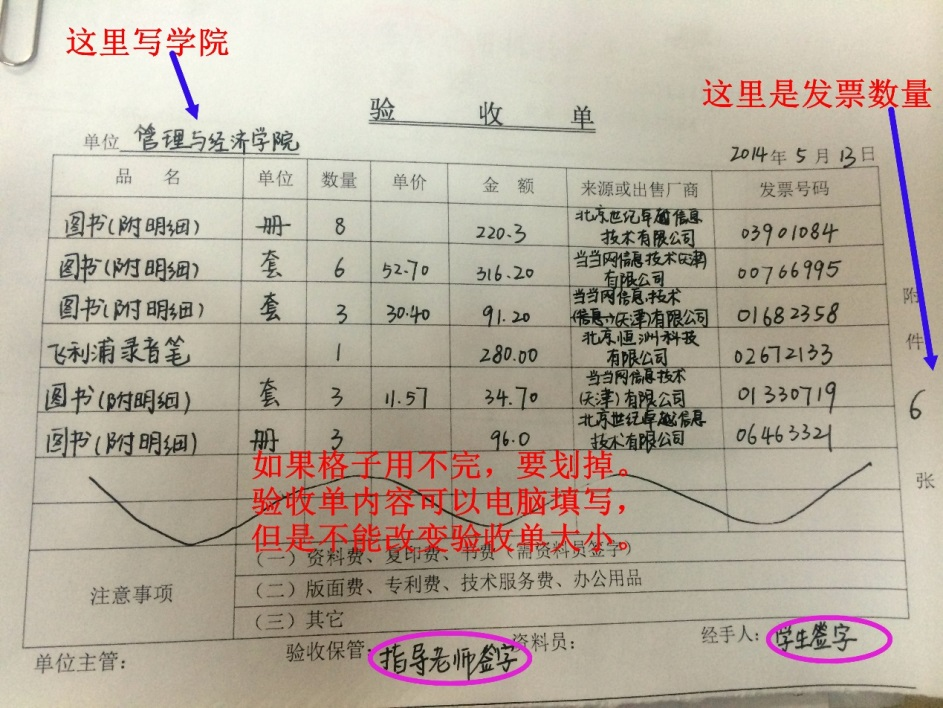 这里写学院
这里是发票数量
验 收 单
单位 管理与经济学院
2014年5月13日
品 名 单位 数量 单价 金 额 来源或出售厂商 发票号码
图书(附明细) 册 8 220.3 北京世纪卓越信息技术有限公司 03901084
图书(附明细) 套 6 52.70 316.20 当当网信息技术(天津)有限公司 00766995
图书(附明细) 套 3 30.40 91.20 当当网信息技术(天津)有限公司 01682358
飞利浦录音笔 1 280.00 北京恒洲科技有限公司 02672133
图书(附明细) 套 3 11.57 34.70 当当网信息技术(天津)有限公司 01330719
图书(附明细) 册 3 96.0 北京世纪卓越信息技术有限公司 06463321
附件 6 张
如果格子用不完，要划掉。
验收单内容可以电脑填写，
但是不能改变验收单大小。
注意事项
(一)资料费、复印费、书费(需资料员签字)
(二)版面费、专利费、技术服务费、办公用品
(三)其它
单位主管： 验收保管： 指导老师签字 资料员： 经手人： 学生签字